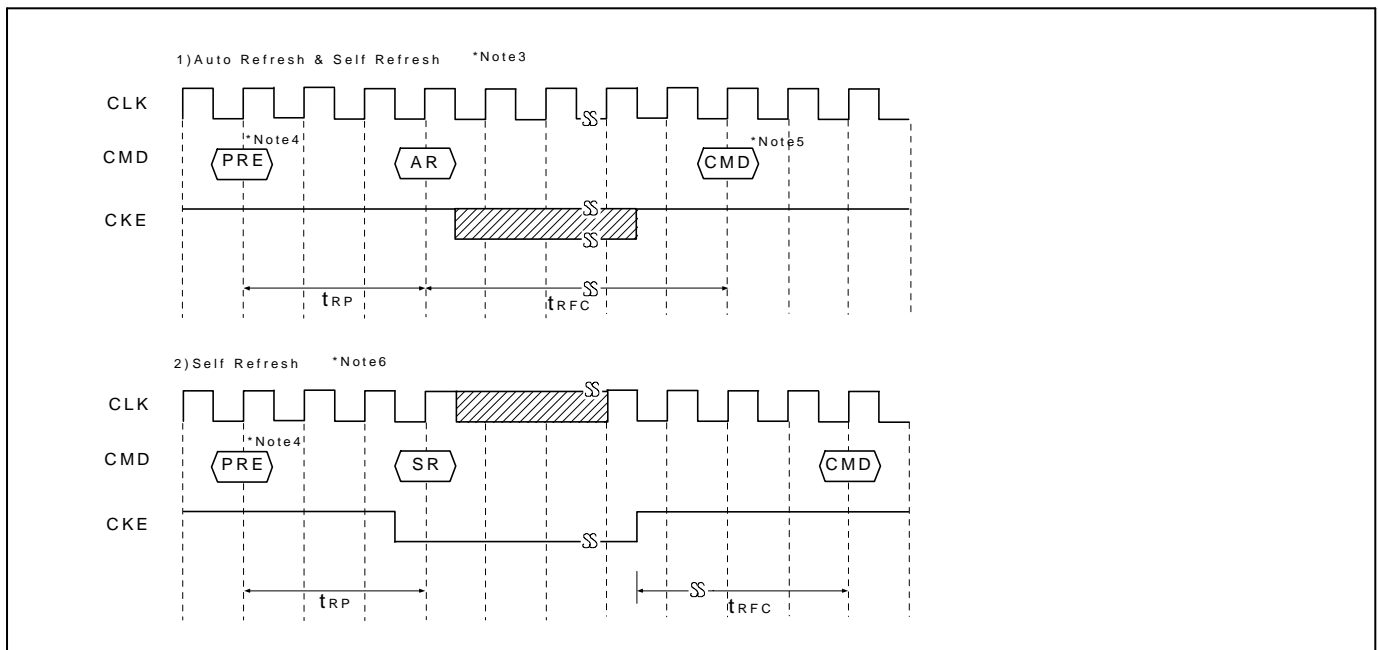 1)Auto Refresh & Self Refresh *Note3
CLK
*Note4 *Note5
CMD PRE AR CMD
CKE
tRP tRFC
2)Self Refresh *Note6
CLK
*Note4
CMD PRE SR CMD
CKE
tRP tRFC